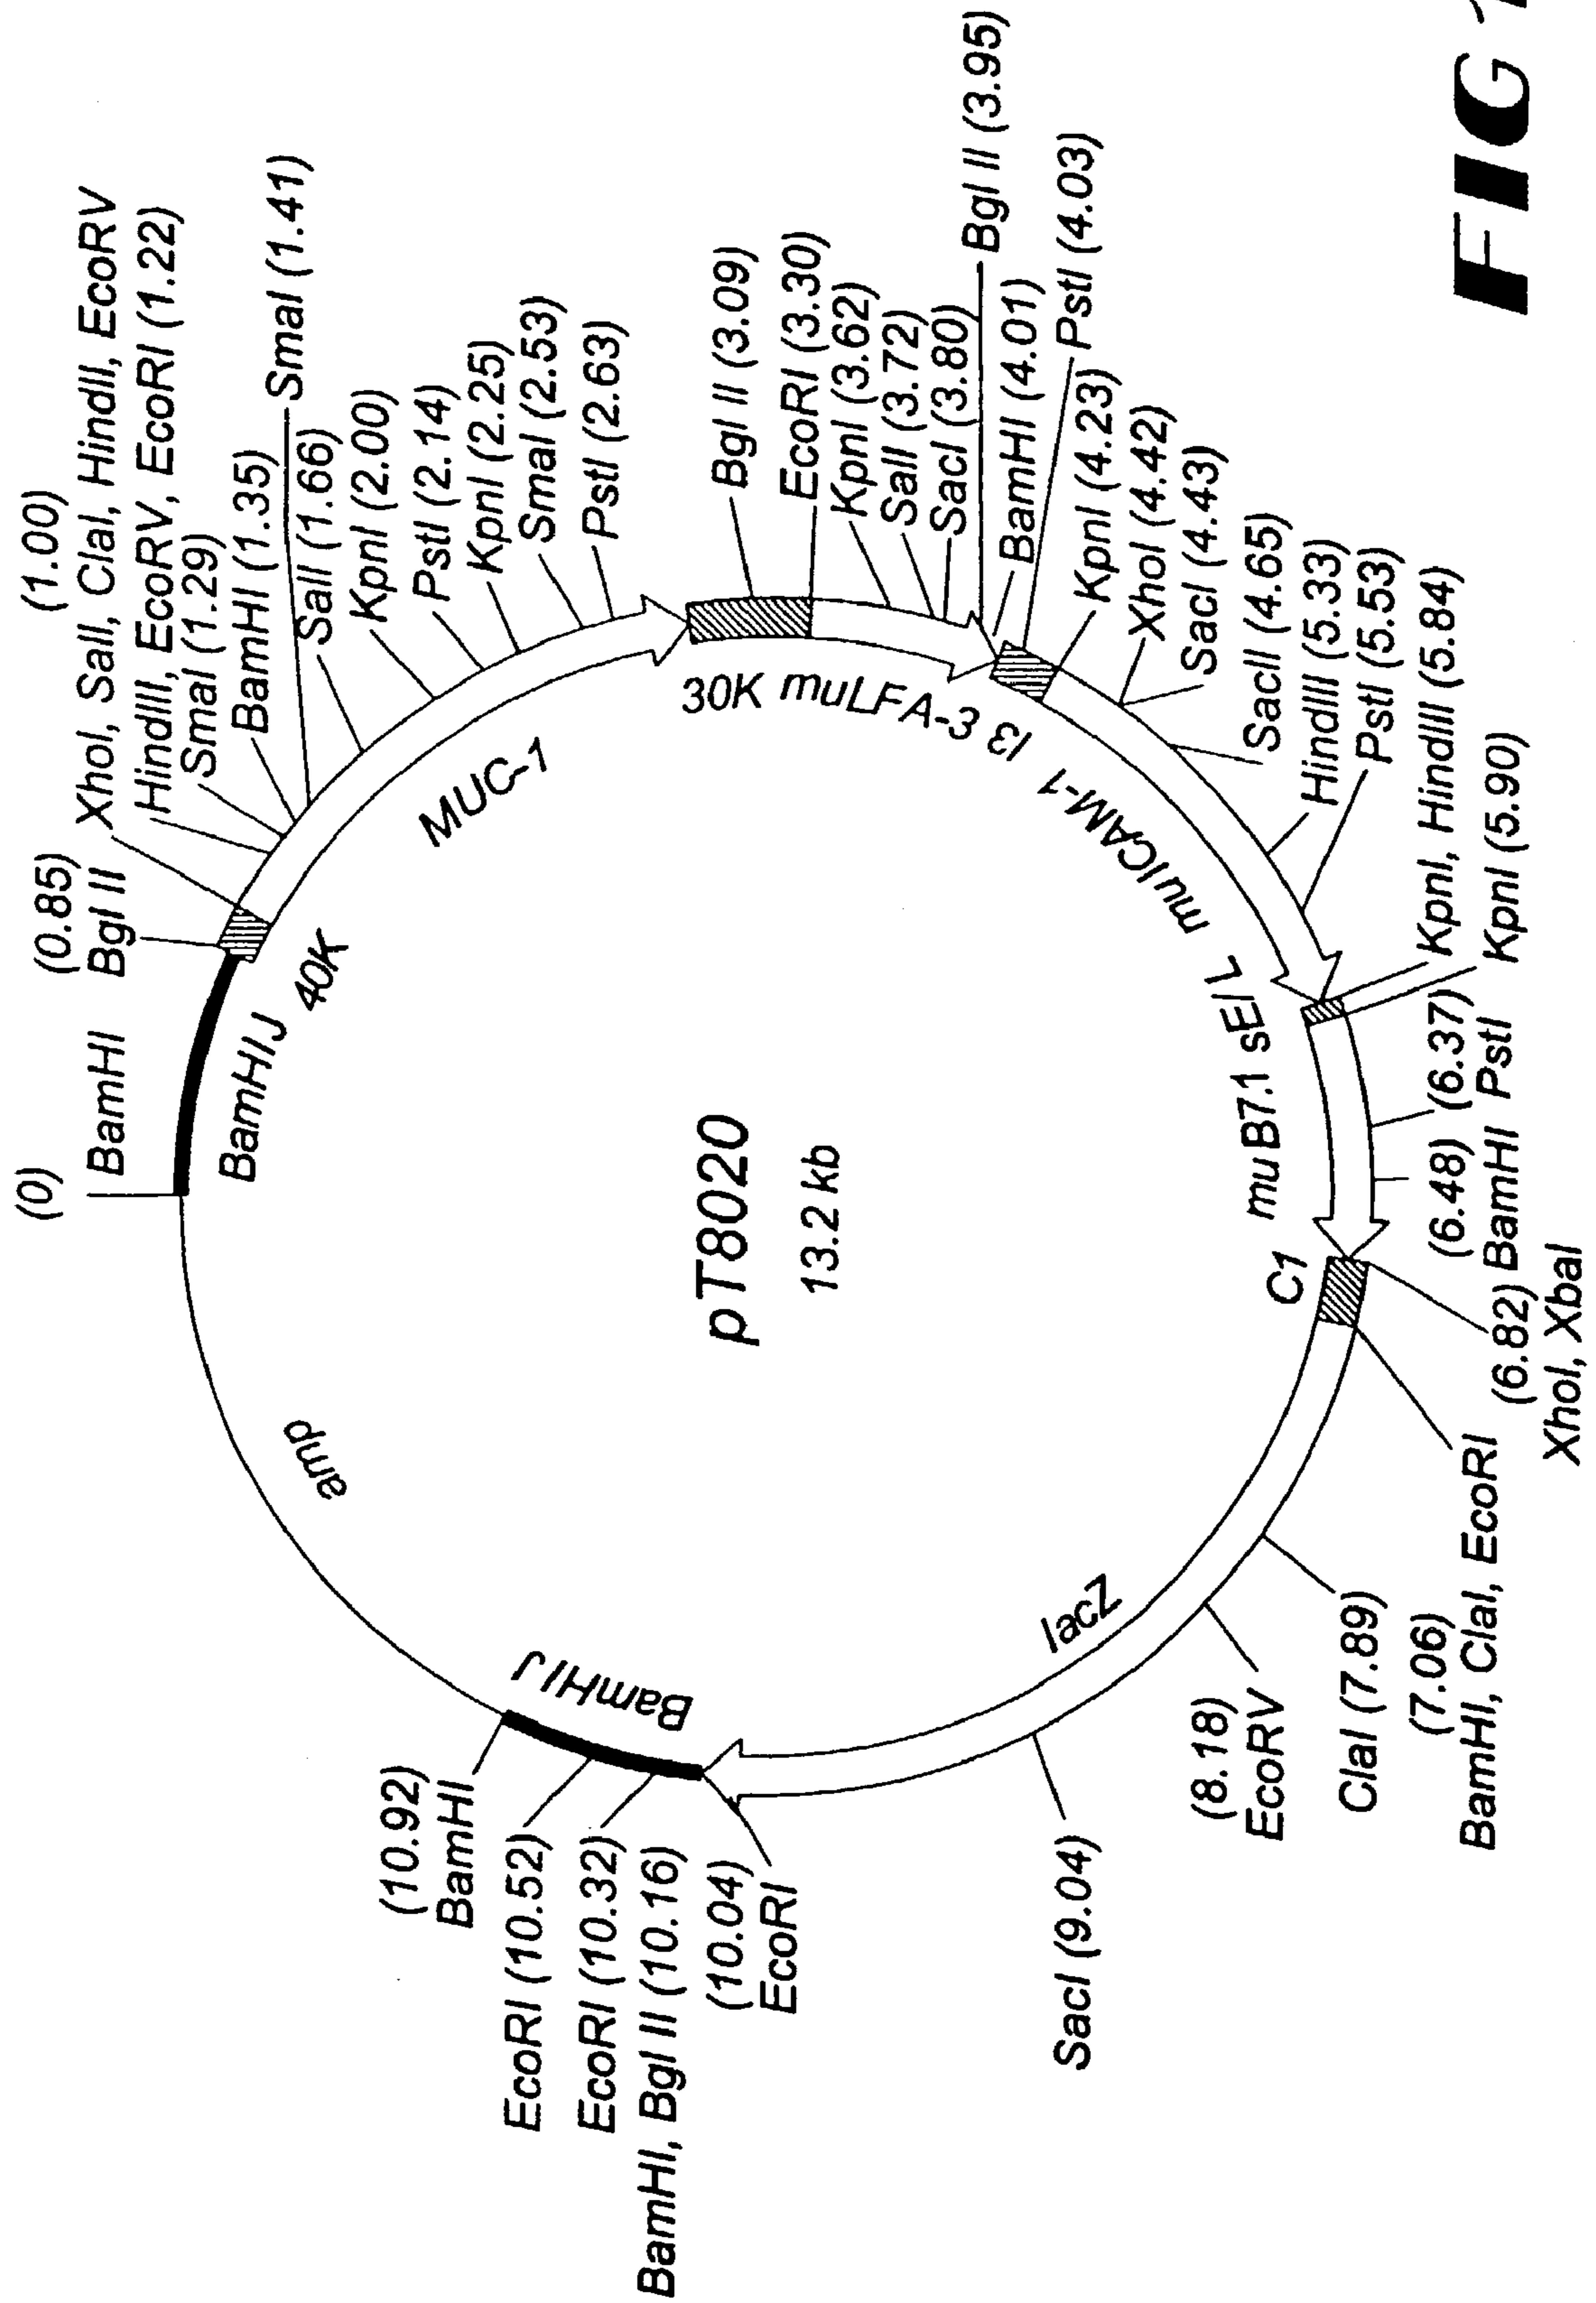 (0)
BamHI
(0.85)
Bgl II
(1.00)
XhoI, SalI, ClaI, HindIII, EcoRV
HindIII, EcoRV, EcoRI (1.22)
SmaI (1.29)
BamHI (1.35)
SmaI (1.41)
SalI (1.66)
KpnI (2.00)
PstI (2.14)
KpnI (2.25)
SmaI (2.53)
PstI (2.63)
Bgl II (3.09)
EcoRI (3.30)
KpnI (3.62)
SalI (3.72)
SacI (3.80)
Bgl II (3.95)
BamHI (4.01)
PstI (4.03)
KpnI (4.23)
XhoI (4.42)
SacI (4.43)
SacII (4.65)
HindIII (5.33)
PstI (5.53)
KpnI, HindIII (5.84)
KpnI (5.90)
(6.37)
PstI
(6.48)
BamHI
(6.82)
XhoI, XbaI
(7.06)
BamHI, ClaI, EcoRI
ClaI (7.89)
(8.18)
EcoRV
SacI (9.04)
(10.04)
EcoRI
BamHI, Bgl II (10.16)
EcoRI (10.32)
EcoRI (10.52)
(10.92)
BamHI
BamHIJ
40K
MUC-1
30K
muLFA-3
I3
muICAM-1
sE/L
muB7.1
C1
lacZ
BamHIJ
amp
pT8020
13.2 kb
FIG